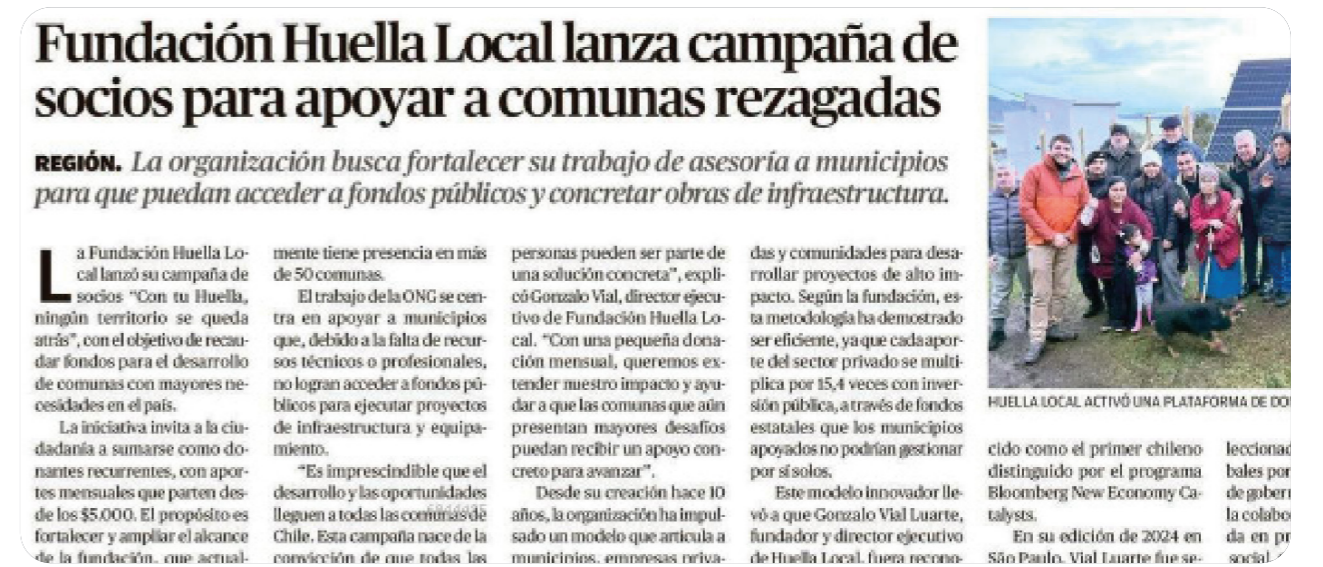 Fundación Huella Local lanza campaña de
socios para apoyar a comunas rezagadas
REGIÓN. La organización busca fortalecer su trabajo de asesoría a municipios
para que puedan acceder a fondos públicos y concretar obras de infraestructura.
La Fundación Huella Lo-
cal lanzó su campaña de
socios “Con tu Huella,
ningún territorio se queda
atrás”, con el objetivo de recau-
dar fondos para el desarrollo
de comunas con mayores ne-
cesidades en el país.
La iniciativa invita a la ciu-
dadanía a sumarse como do-
nantes recurrentes, con apor-
tes mensuales que parten des-
de los $5.000. El propósito es
fortalecer y ampliar el alcance
de la fundación, que actual-
mente tiene presencia en más
de 50 comunas.
El trabajo de la ONG se cen-
tra en apoyar a municipios
que, debido a la falta de recur-
sos técnicos o profesionales,
no logran acceder a fondos pú-
blicos para ejecutar proyectos
de infraestructura y equipa-
miento.
“Es imprescindible que el
desarrollo y las oportunidades
lleguen a todas las comunas de
Chile. Esta campaña nace de la
convicción de que todas las
personas pueden ser parte de
una solución concreta”, expli-
có Gonzalo Vial, director ejecu-
tivo de Fundación Huella Lo-
cal. “Con una pequeña dona-
ción mensual, queremos ex-
tender nuestro impacto y ayu-
dar a que las comunas que aún
presentan mayores desafíos
puedan recibir un apoyo con-
creto para avanzar”.
Desde su creación hace 10
años, la organización ha impul-
sado un modelo que articula a
municipios, empresas priva-
das y comunidades para desa-
rrollar proyectos de alto im-
pacto. Según la fundación, es-
ta metodología ha demostrado
ser eficiente, ya que cada apor-
te del sector privado se multi-
plica por 15,4 veces con inver-
sión pública, a través de fondos
estatales que los municipios
apoyados no podrían gestionar
por sí solos.
Este modelo innovador lle-
vó a que Gonzalo Vial Luarte,
fundador y director ejecutivo
de Huella Local, fuera recono-
HUELLA LOCAL ACTIVÓ UNA PLATAFORMA DE DO
cido como el primer chileno
distinguido por el programa
Bloomberg New Economy Ca-
talysts.
En su edición de 2024 en
São Paulo, Vial Luarte fue se-
leccionad
bales por
de gobern
la colabo
da en pr
social